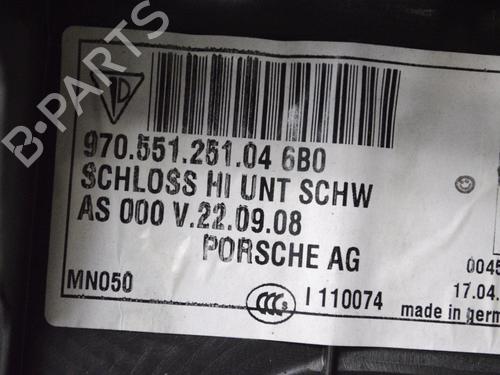 970.551.251.04 6B0
SCHLOSS HI UNT SCHW
AS 000 V.22.09.08
PORSCHE AG
0045
MN050
CCC S
I 110074
17.04.
made in germ
B-PARTS